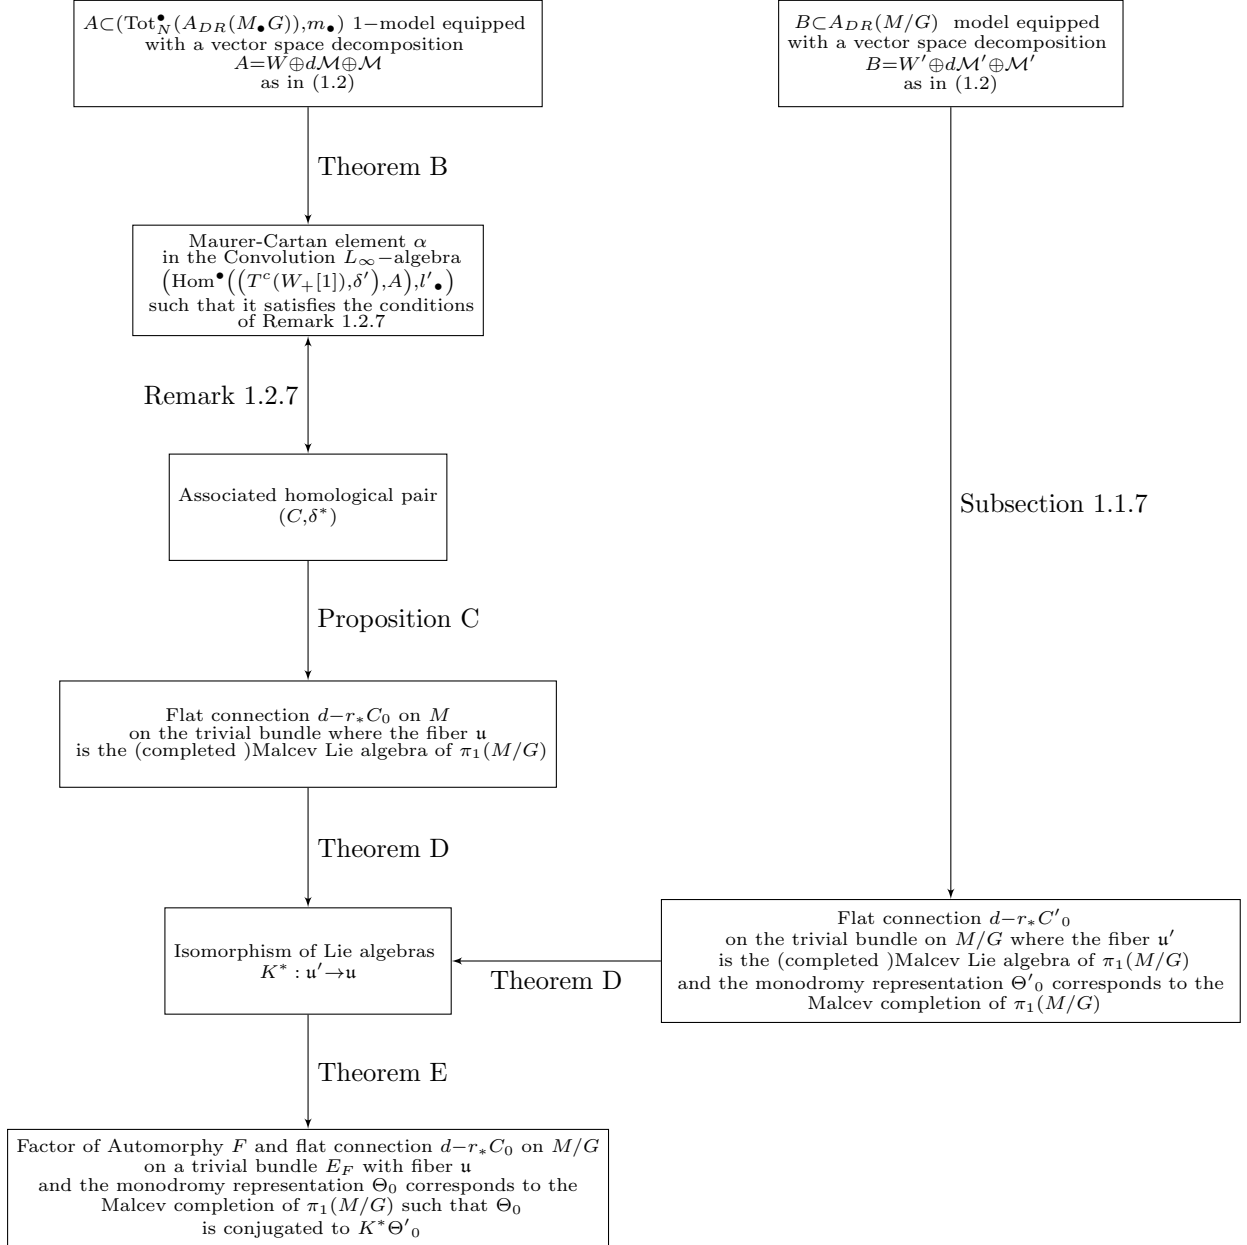 A⊂(Tot•N(ADR(M•G)),m•) 1−model equipped
with a vector space decomposition
A=W⊕dℳ⊕ℳ
as in (1.2)
B⊂ADR(M/G) model equipped
with a vector space decomposition
B=W′⊕dℳ′⊕ℳ′
as in (1.2)
Theorem B
Maurer-Cartan element α
in the Convolution L∞−algebra
(Hom•((Tc(W+[1]),δ′),A),l′•)
such that it satisfies the conditions
of Remark 1.2.7
Remark 1.2.7
Associated homological pair
(C,δ*)
Subsection 1.1.7
Proposition C
Flat connection d−r*C0 on M
on the trivial bundle where the fiber 𝔲
is the (completed )Malcev Lie algebra of π1(M/G)
Theorem D
Isomorphism of Lie algebras
K* : 𝔲′→𝔲
Theorem D
Flat connection d−r*C′0
on the trivial bundle on M/G where the fiber 𝔲′
is the (completed )Malcev Lie algebra of π1(M/G)
and the monodromy representation Θ′0 corresponds to the
Malcev completion of π1(M/G)
Theorem E
Factor of Automorphy F and flat connection d−r*C0 on M/G
on a trivial bundle EF with fiber 𝔲
and the monodromy representation Θ0 corresponds to the
Malcev completion of π1(M/G) such that Θ0
is conjugated to K*Θ′0